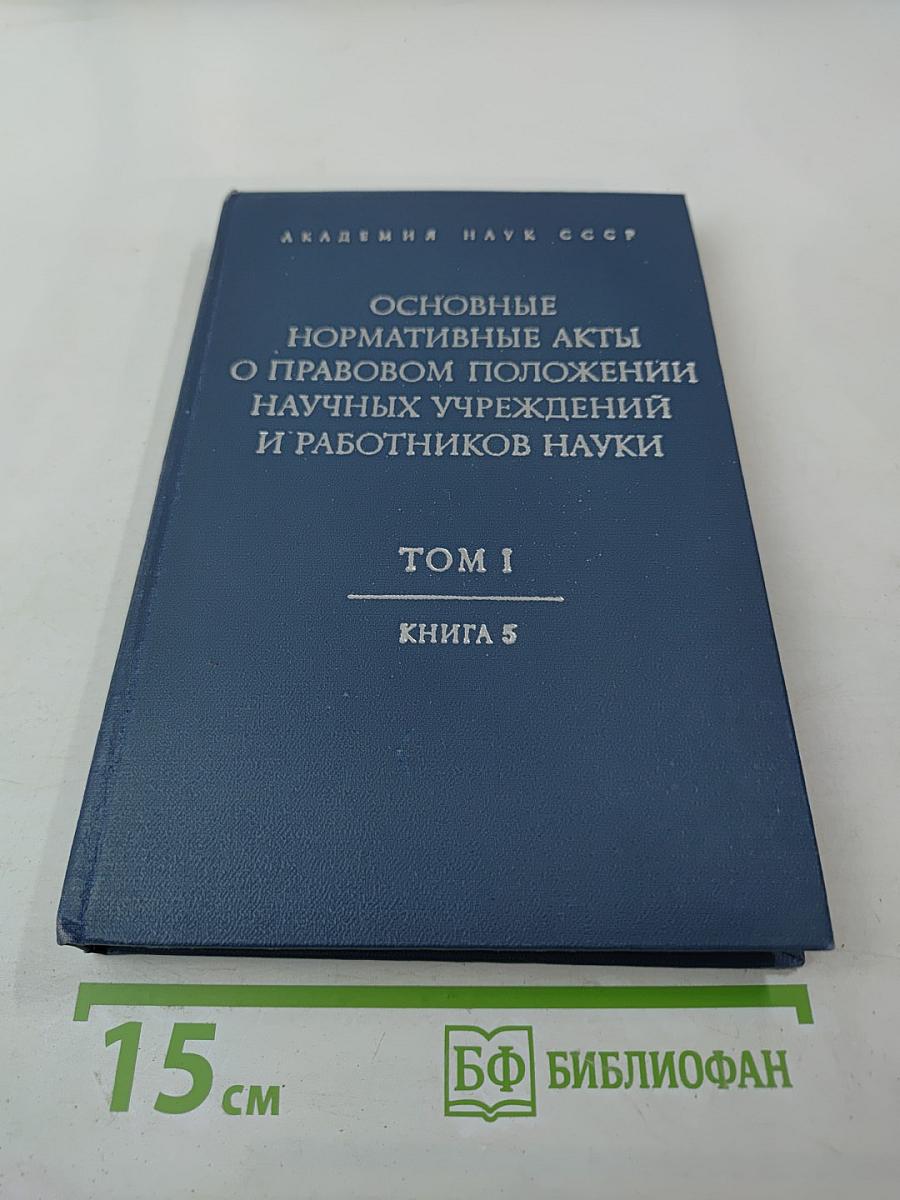 АКАДЕМИЯ НАУК СССР
ОСНОВНЫЕ
НОРМАТИВНЫЕ АКТЫ
О ПРАВОВОМ ПОЛОЖЕНИИ
НАУЧНЫХ УЧРЕЖДЕНИЙ
И РАБОТНИКОВ НАУКИ
ТОМ I
КНИГА 5
15 см
БФ БИБЛИОФАН